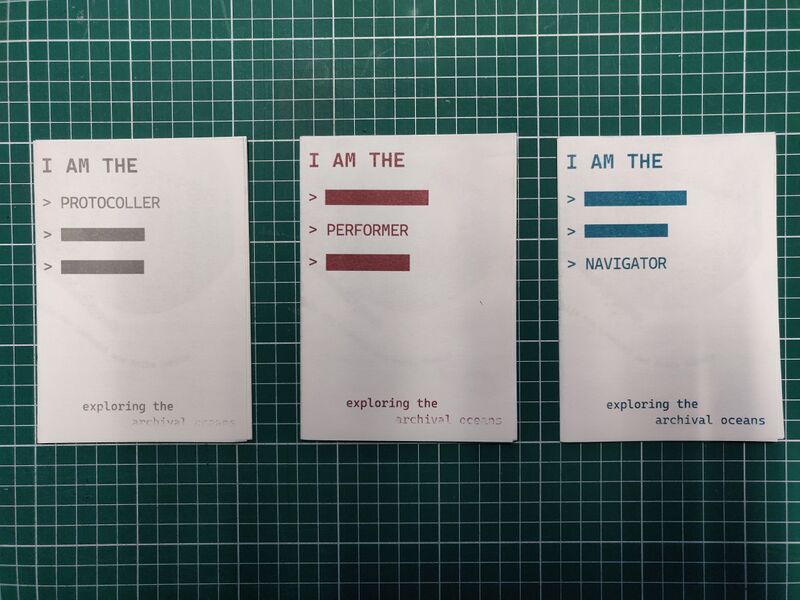 I AM THE
> PROTOCOLLER
>
>
exploring the
archival oceans
I AM THE
>
> PERFORMER
>
exploring the
archival oceans
I AM THE
>
>
> NAVIGATOR
exploring the
archival oceans